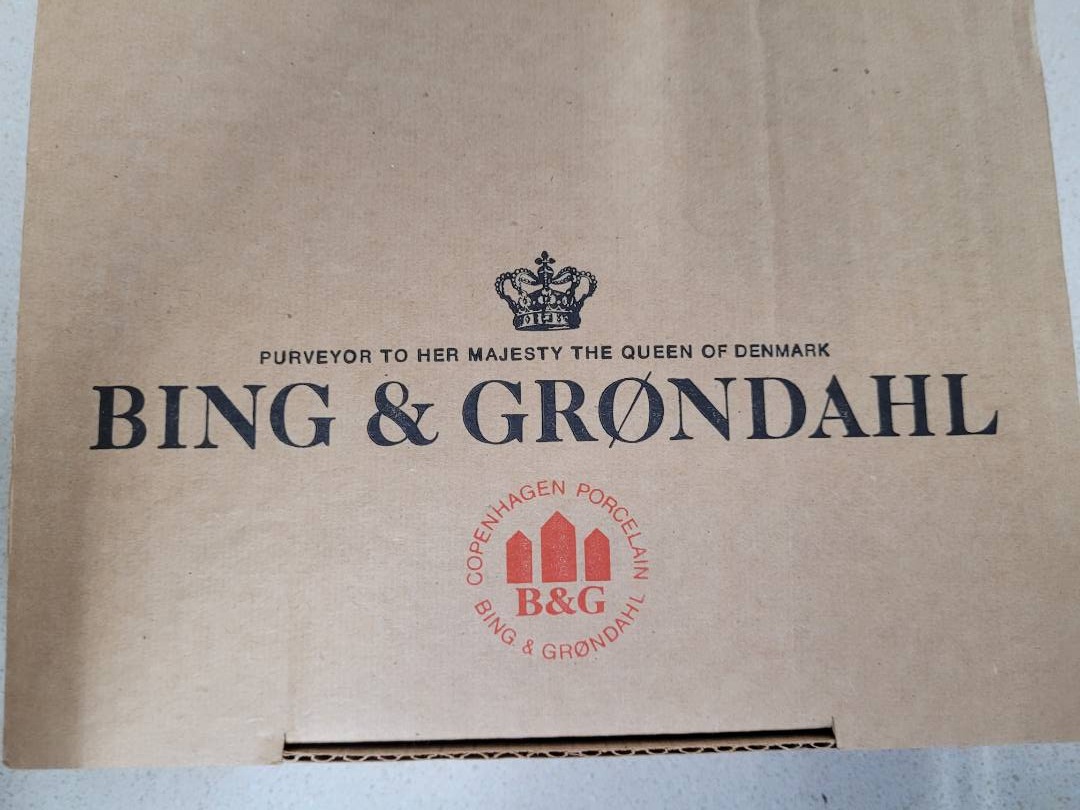 PURVEYOR TO HER MAJESTY THE QUEEN OF DENMARK
BING & GRØNDAHL
COPENHAGEN PORCELAIN
B&G
BING & GRØNDAHL